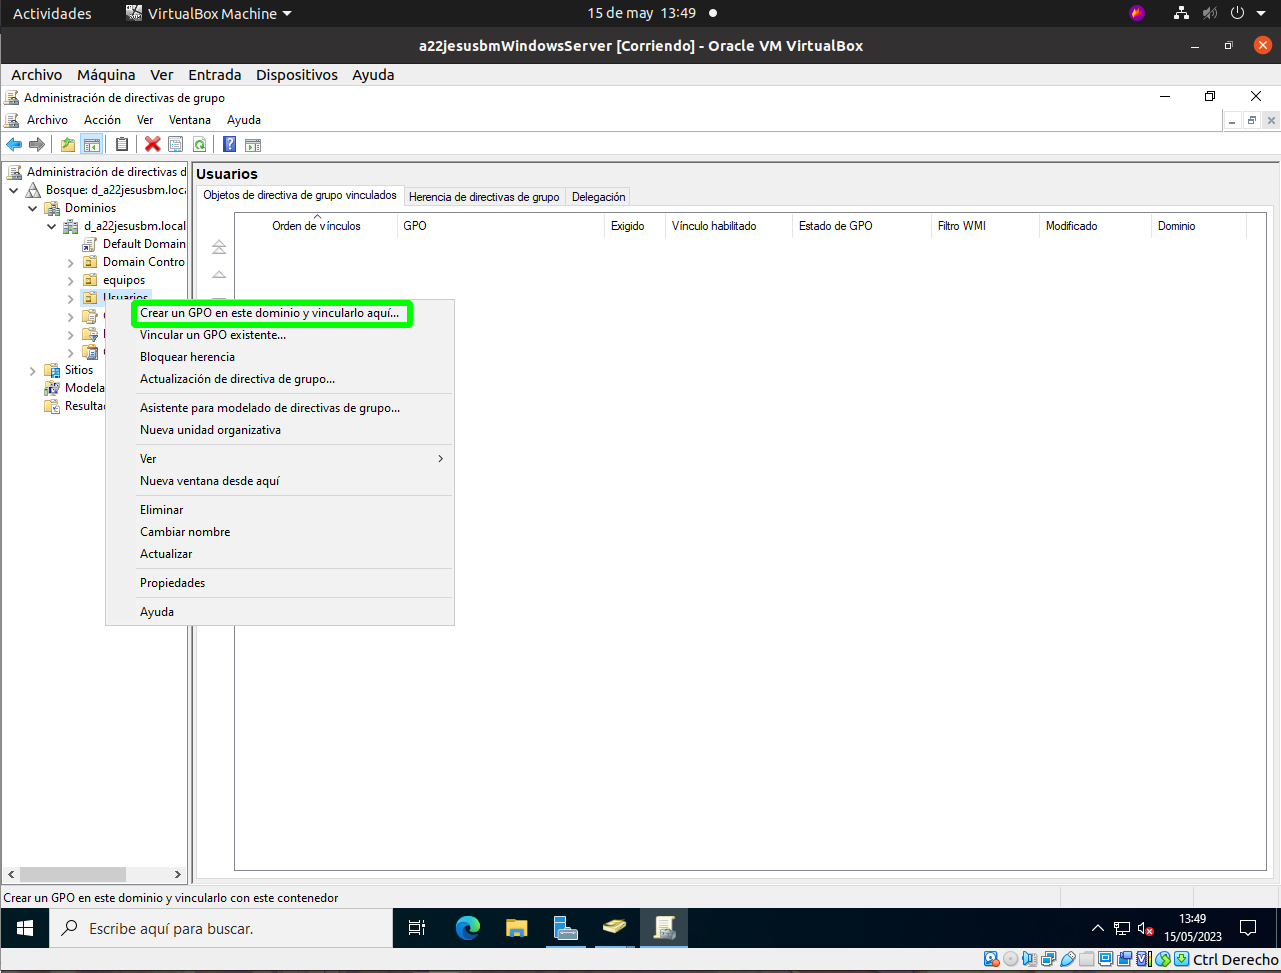 Actividades VirtualBox Machine 15 de may 13:49
a22jesusbmWindowsServer [Corriendo] - Oracle VM VirtualBox
Archivo Máquina Ver Entrada Dispositivos Ayuda
Administración de directivas de grupo
Archivo Acción Ver Ventana Ayuda
Administración de directivas d
Bosque: d_a22jesusbm.loca
Dominios
d_a22jesusbm.local
Default Domain
Domain Contro
equipos
Usuarios
Sitios
Modela
Resulta
Usuarios
Objetos de directiva de grupo vinculados Herencia de directivas de grupo Delegación
Orden de vínculos GPO Exigido Vínculo habilitado Estado de GPO Filtro WMI Modificado Dominio
Crear un GPO en este dominio y vincularlo aquí...
Vincular un GPO existente...
Bloquear herencia
Actualización de directiva de grupo...
Asistente para modelado de directivas de grupo...
Nueva unidad organizativa
Ver
Nueva ventana desde aquí
Eliminar
Cambiar nombre
Actualizar
Propiedades
Ayuda
Crear un GPO en este dominio y vincularlo con este contenedor
Escribe aquí para buscar.
13:49
15/05/2023
Ctrl Derecho